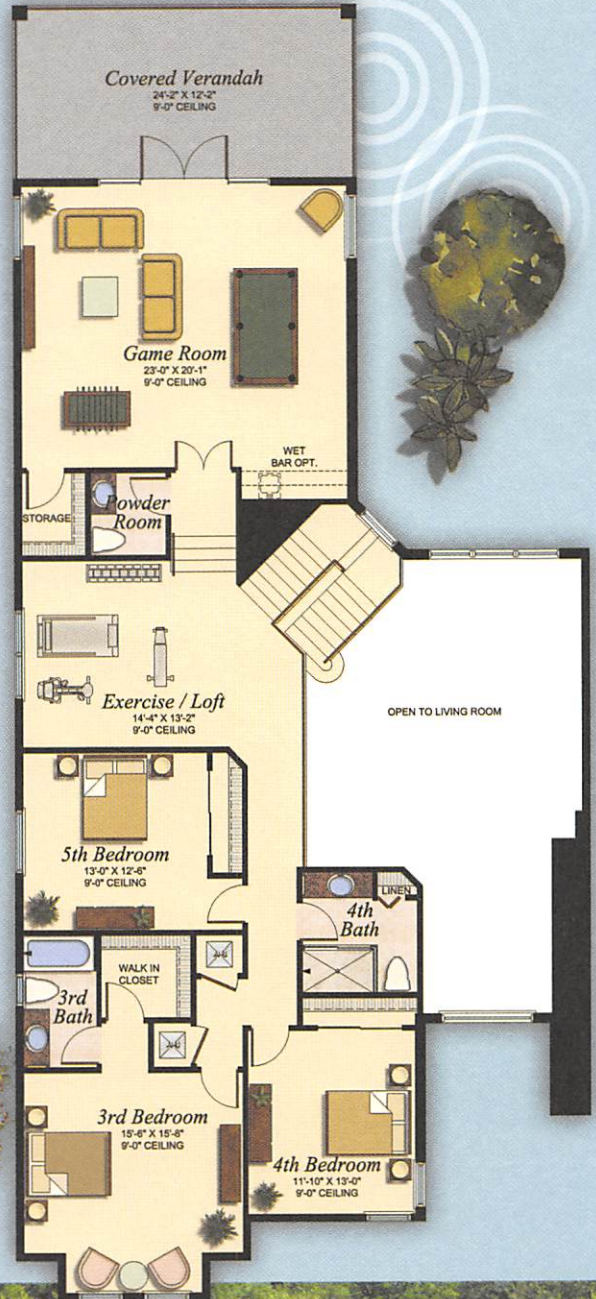 Covered Verandah
24'-2" X 12'-2"
9'-0" CEILING
Game Room
23'-0" X 20'-1"
9'-0" CEILING
WET
BAR OPT.
STORAGE
Powder
Room
Exercise / Loft
14'-4" X 13'-2"
9'-0" CEILING
OPEN TO LIVING ROOM
5th Bedroom
13'-0" X 12'-6"
9'-0" CEILING
LINEN
4th
Bath
WALK IN
CLOSET
3rd
Bath
3rd Bedroom
15'-6" X 15'-8"
9'-0" CEILING
4th Bedroom
11'-10" X 13'-0"
9'-0" CEILING